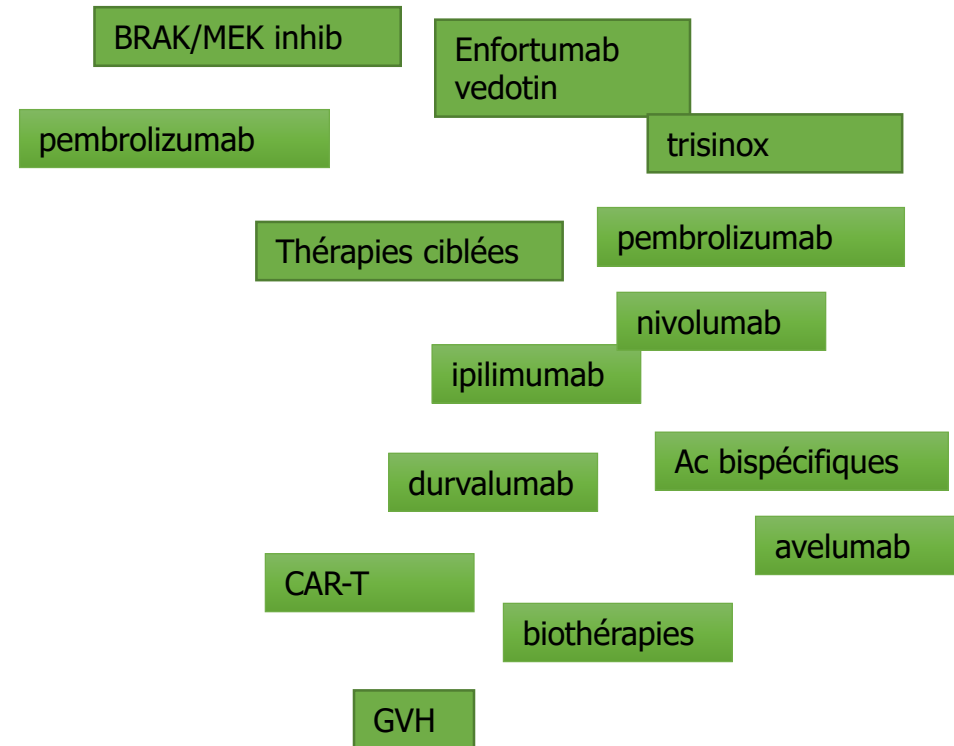 BRAK/MEK inhib
Enfortumab
vedotin
pembrolizumab
trisinox
Thérapies ciblées
pembrolizumab
nivolumab
ipilimumab
Ac bispécifiques
durvalumab
avelumab
CAR-T
biothérapies
GVH